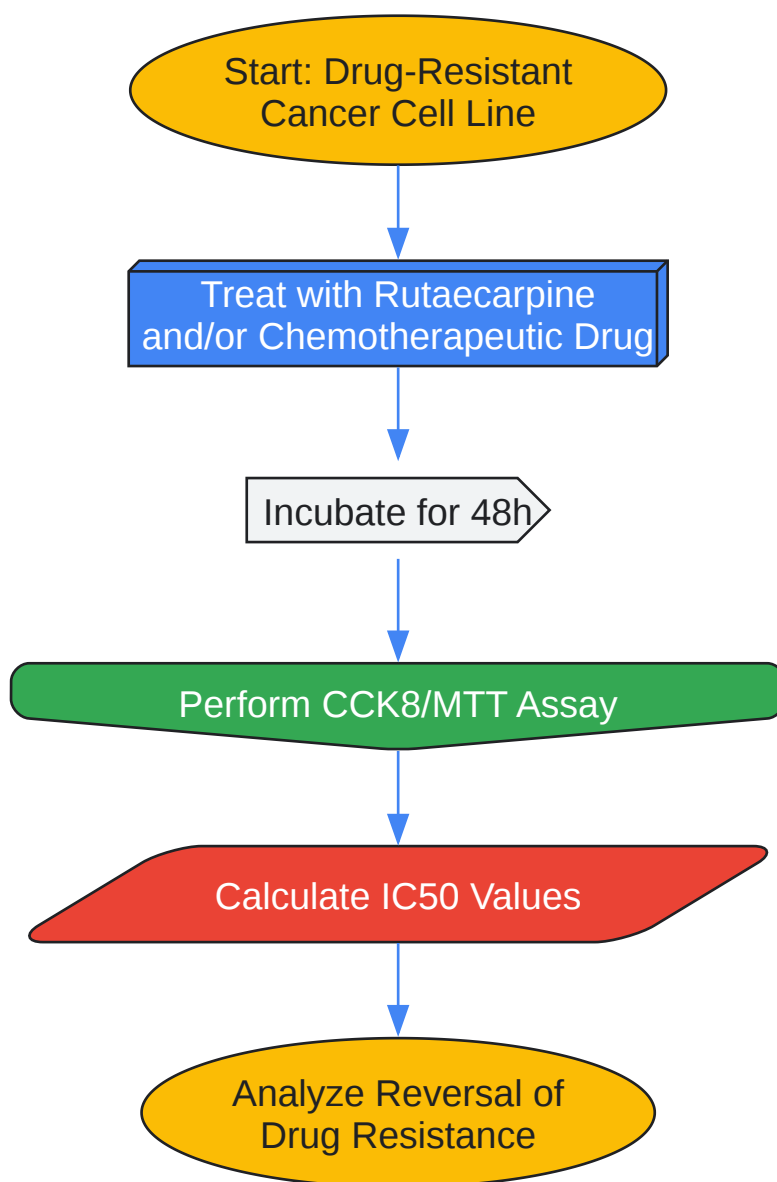 Start: Drug-Resistant
Cancer Cell Line
Treat with Rutaecarpine
and/or Chemotherapeutic Drug
Incubate for 48h
Perform CCK8/MTT Assay
Calculate IC50 Values
Analyze Reversal of
Drug Resistance